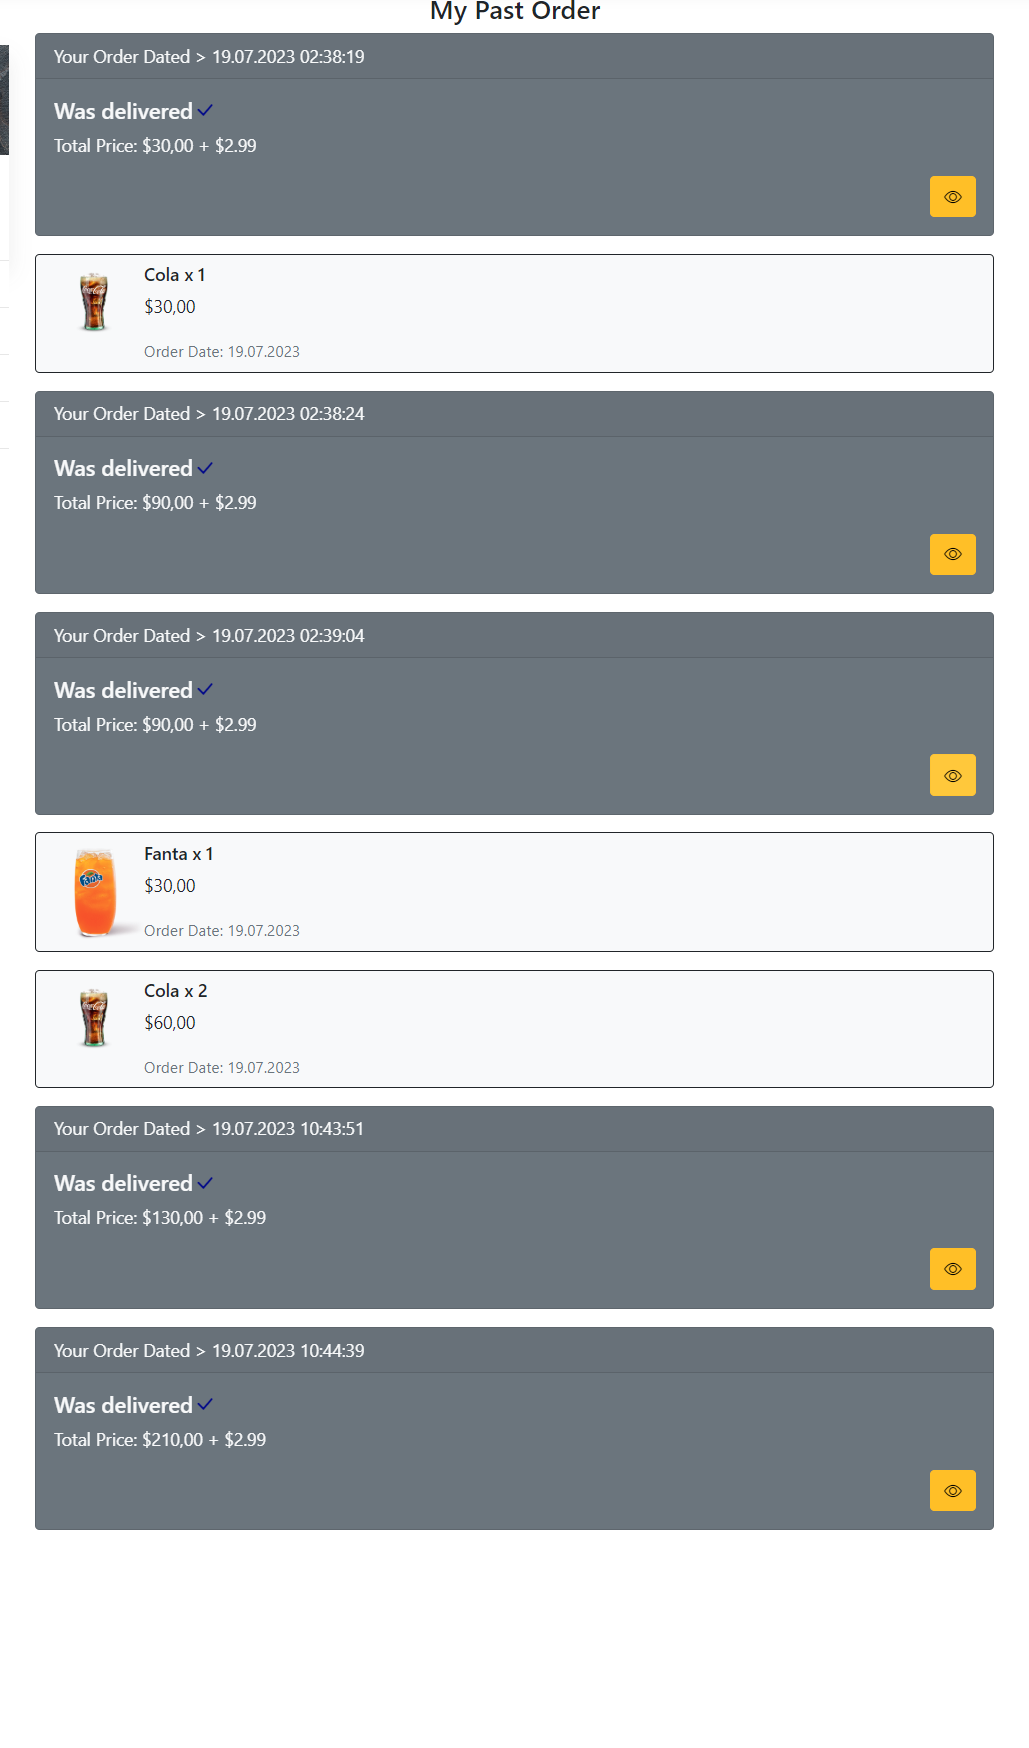 My Past Order
Your Order Dated > 19.07.2023 02:38:19
Was delivered
Total Price: $30,00 + $2.99
Cola x 1
$30,00
Order Date: 19.07.2023
Your Order Dated > 19.07.2023 02:38:24
Was delivered
Total Price: $90,00 + $2.99
Your Order Dated > 19.07.2023 02:39:04
Was delivered
Total Price: $90,00 + $2.99
Fanta
Fanta x 1
$30,00
Order Date: 19.07.2023
Cola x 2
$60,00
Order Date: 19.07.2023
Your Order Dated > 19.07.2023 10:43:51
Was delivered
Total Price: $130,00 + $2.99
Your Order Dated > 19.07.2023 10:44:39
Was delivered
Total Price: $210,00 + $2.99